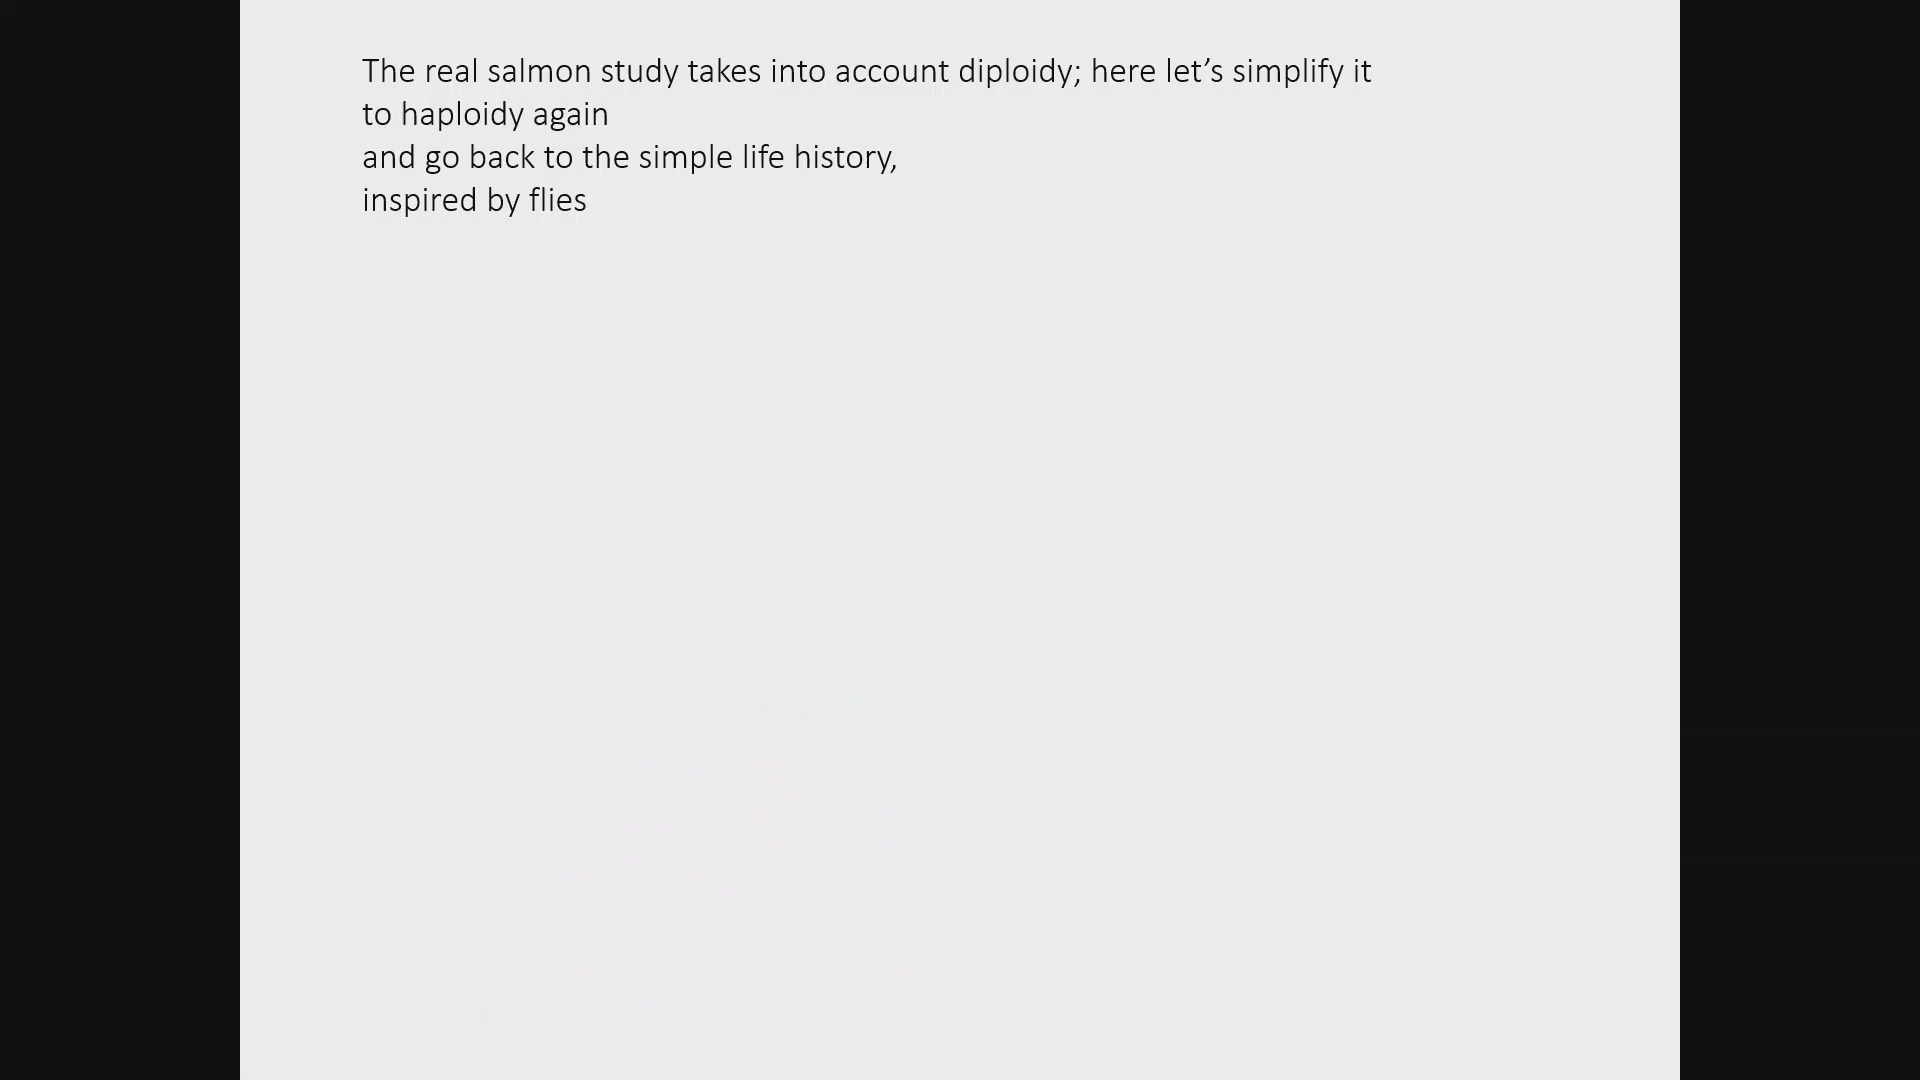 The real salmon study takes into account diploidy; here let’s simplify it
to haploidy again
and go back to the simple life history,
inspired by flies